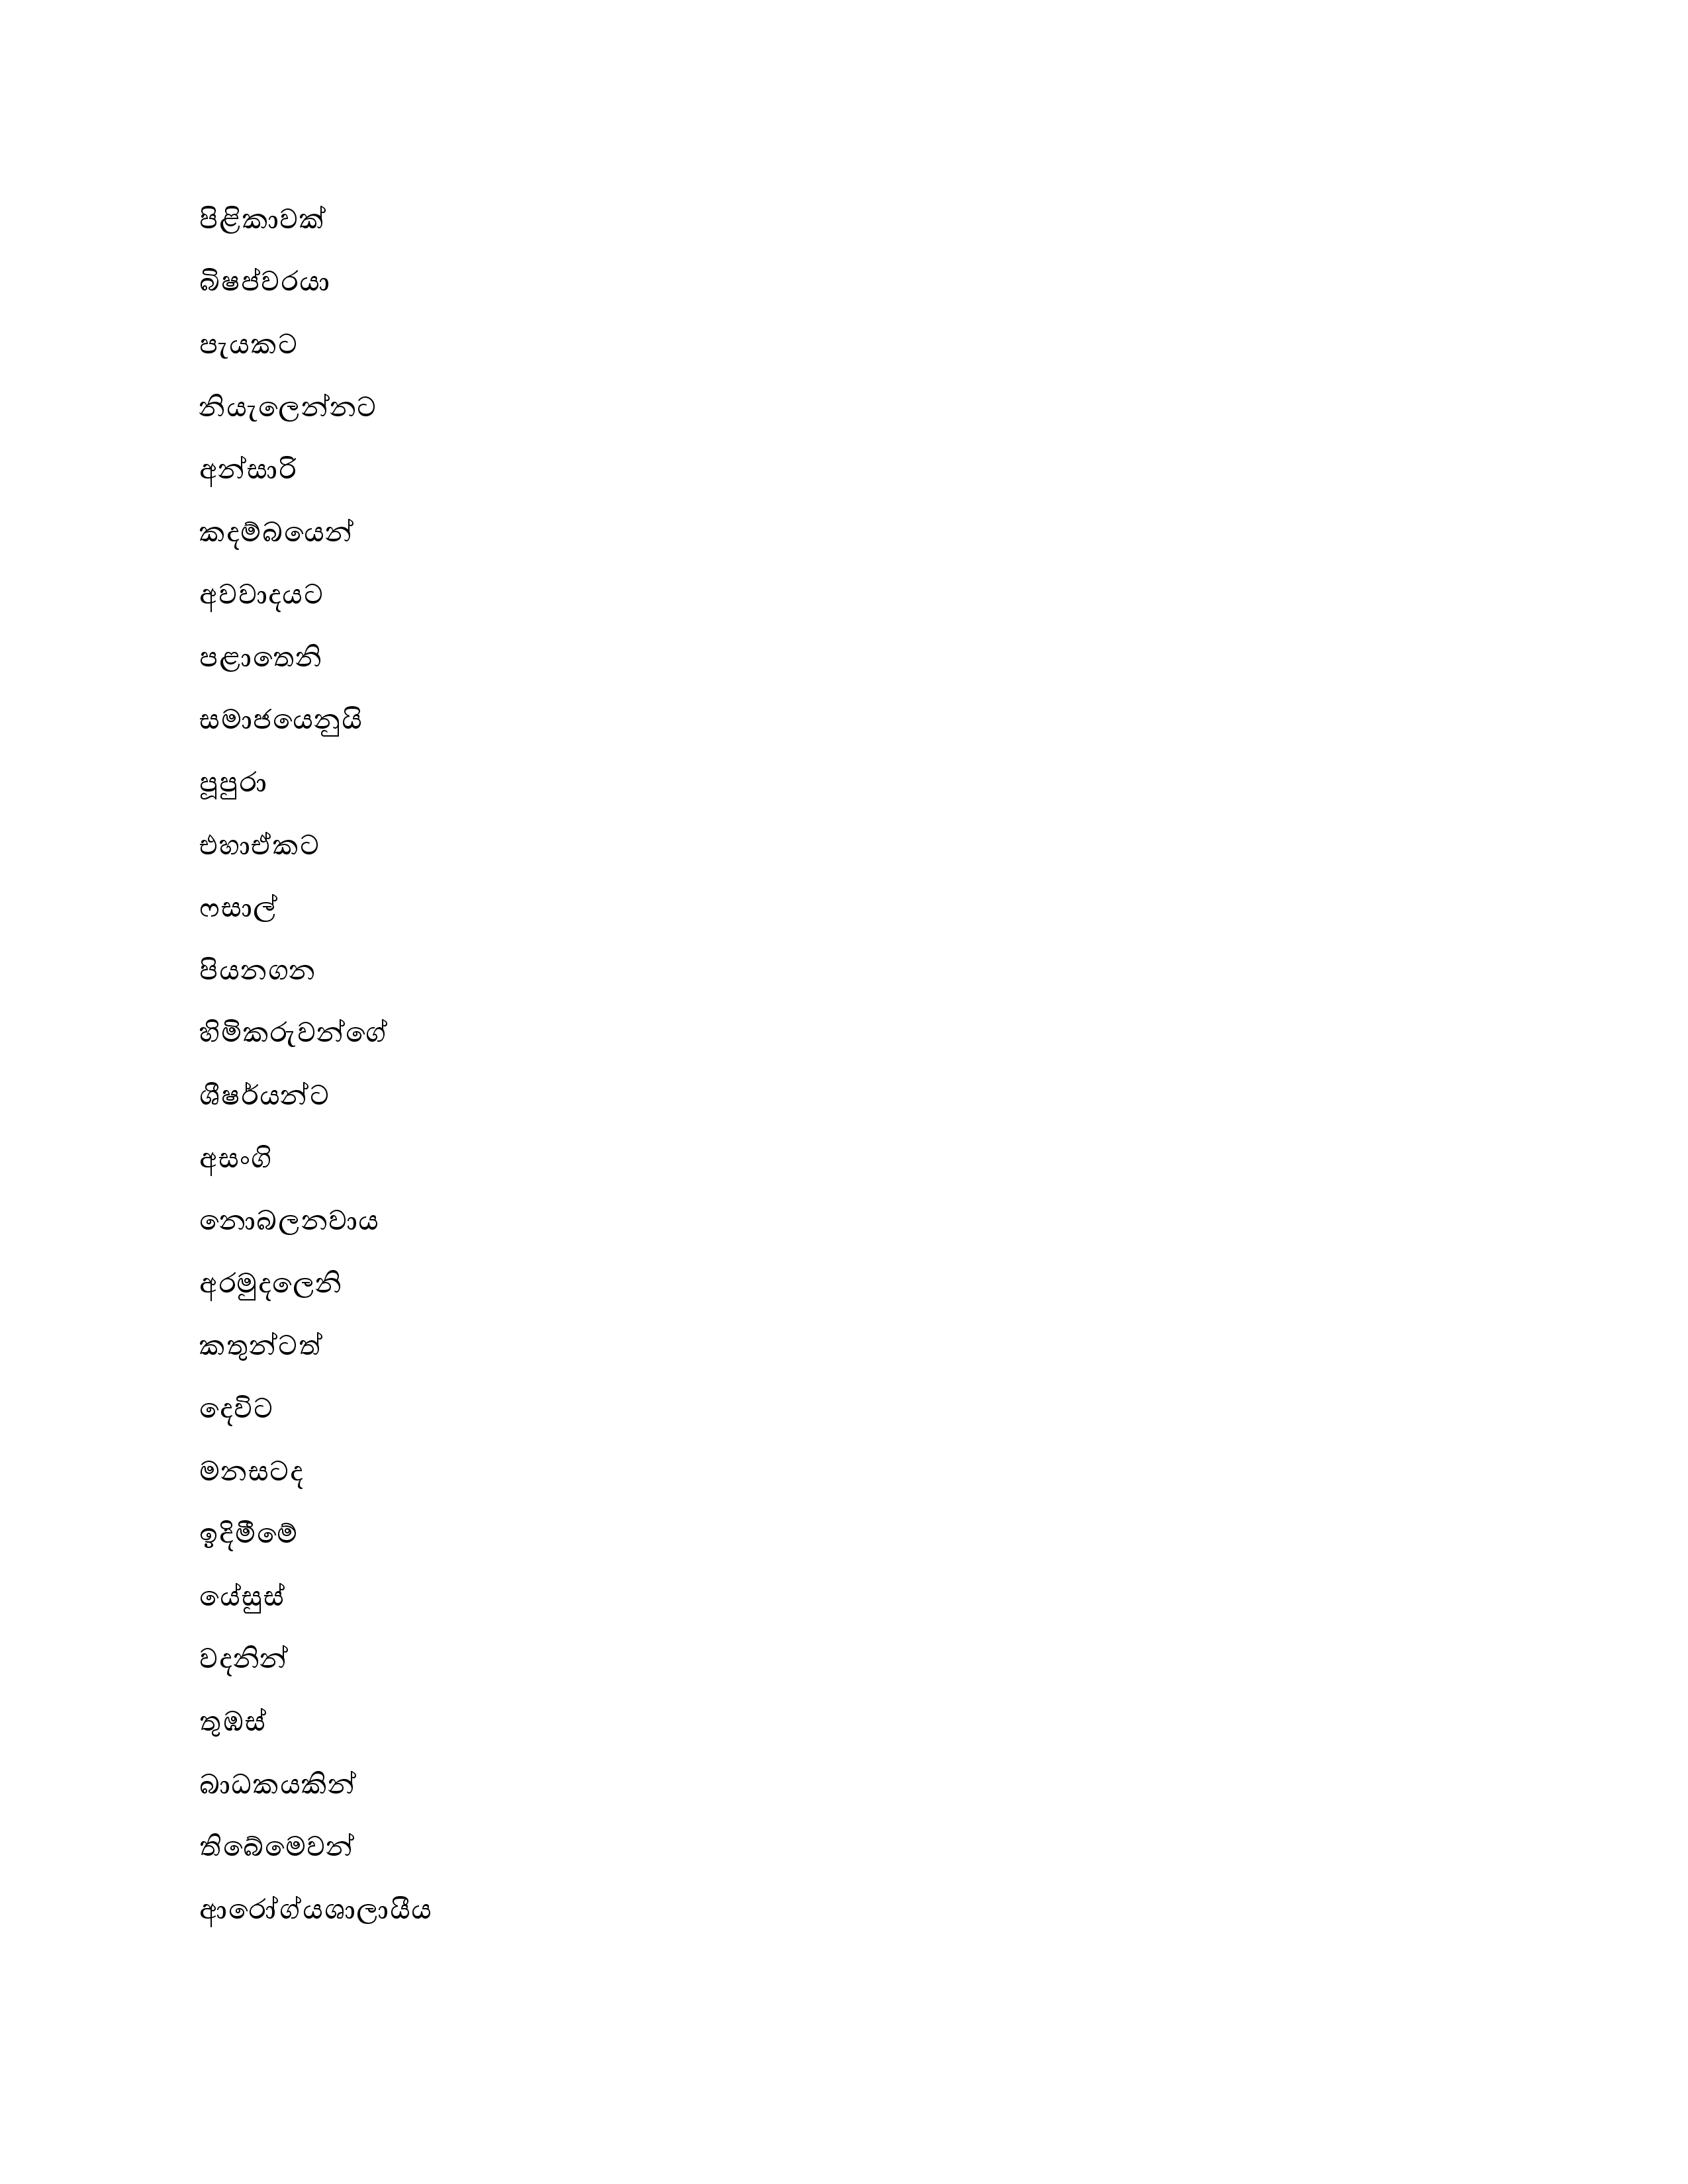 පිළිකාවක්
බිෂප්වරයා
පැයකට
නියැලෙන්නට
අන්සාරි
කදම්බයෙන්
අවවාදයට
පළාතෙනි
සමාජයෙනුයි
පූපුරා
එහාඒකට
ෆසාල්
පියනගන
හිමිකරුවන්ගේ
ශීෂර්යන්ට
අසංගි
නොබලනවාය
අරමුදලෙනි
කතුන්ටත්
දෙවිට
මනසටද
ඉදිමීමේ
යේසුස්
වදනින්
තුඹස්
බාධකයකින්
තිබේමෙවන්
ආරෝග්යශාලායීය